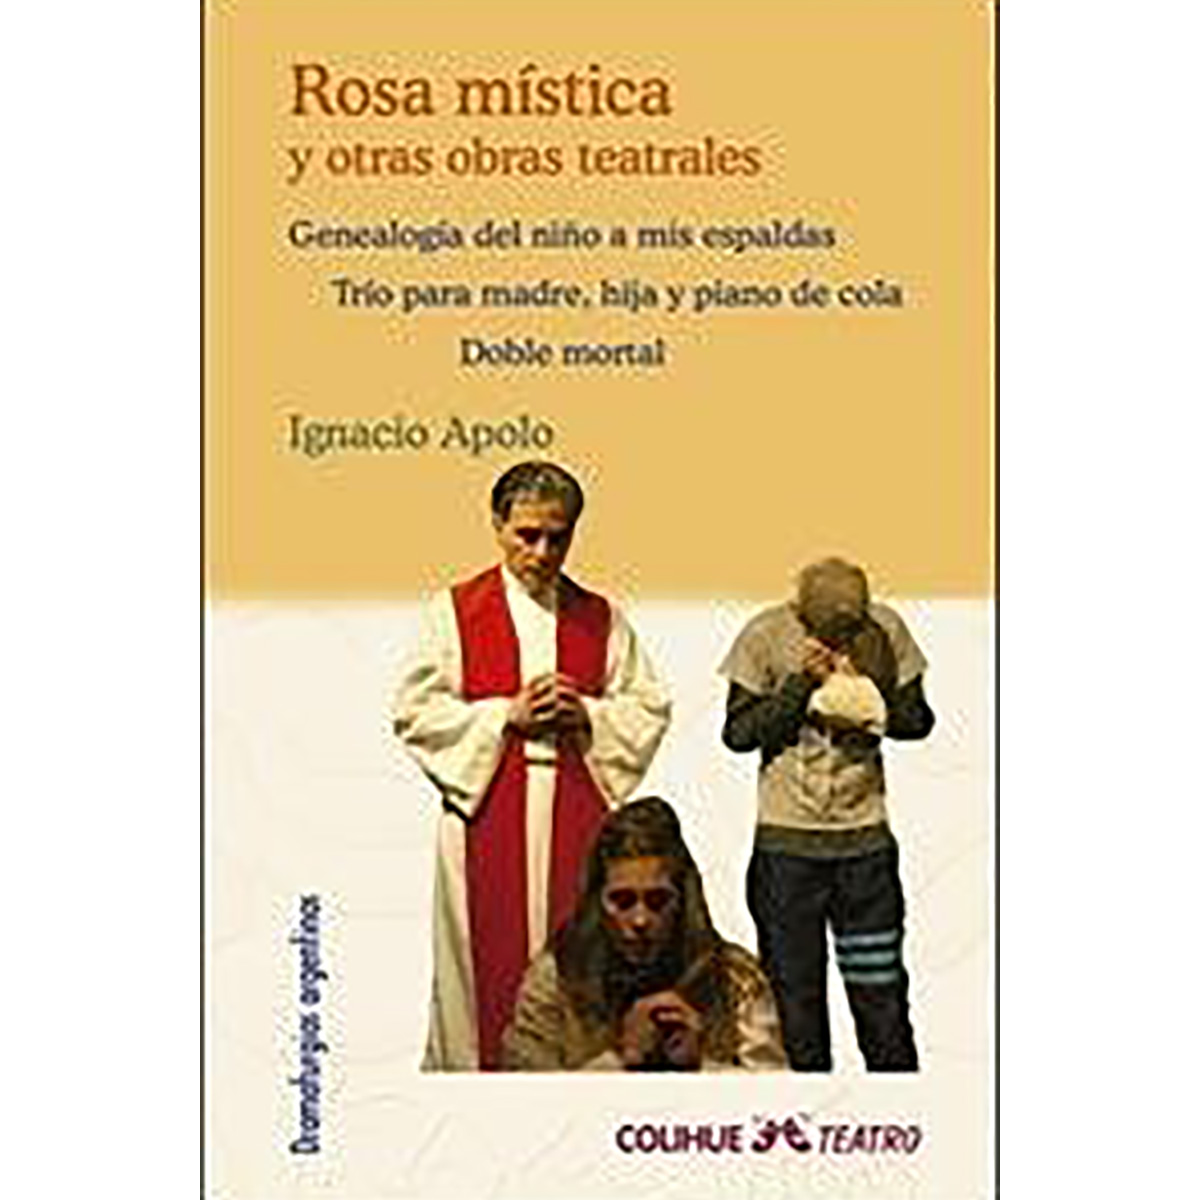 Rosa mística
y otras obras teatrales
Genealogía del niño a mis espaldas
Trío para madre, hija y piano de cola
Doble mortal
Ignacio Apolo
Dramaturgias argentinas
COLIHUE TEATRO